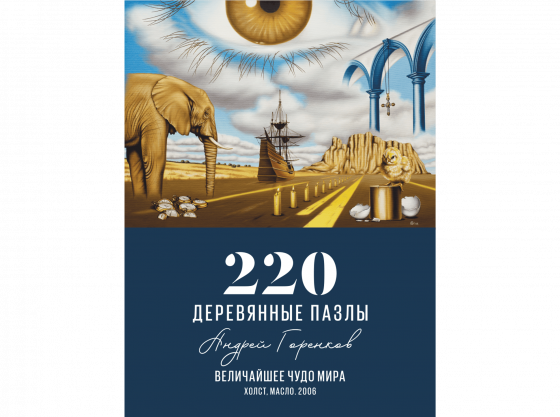 220
ДЕРЕВЯННЫЕ ПАЗЛЫ
Андрей Горенков
ВЕЛИЧАЙШЕЕ ЧУДО МИРА
ХОЛСТ, МАСЛО. 2006